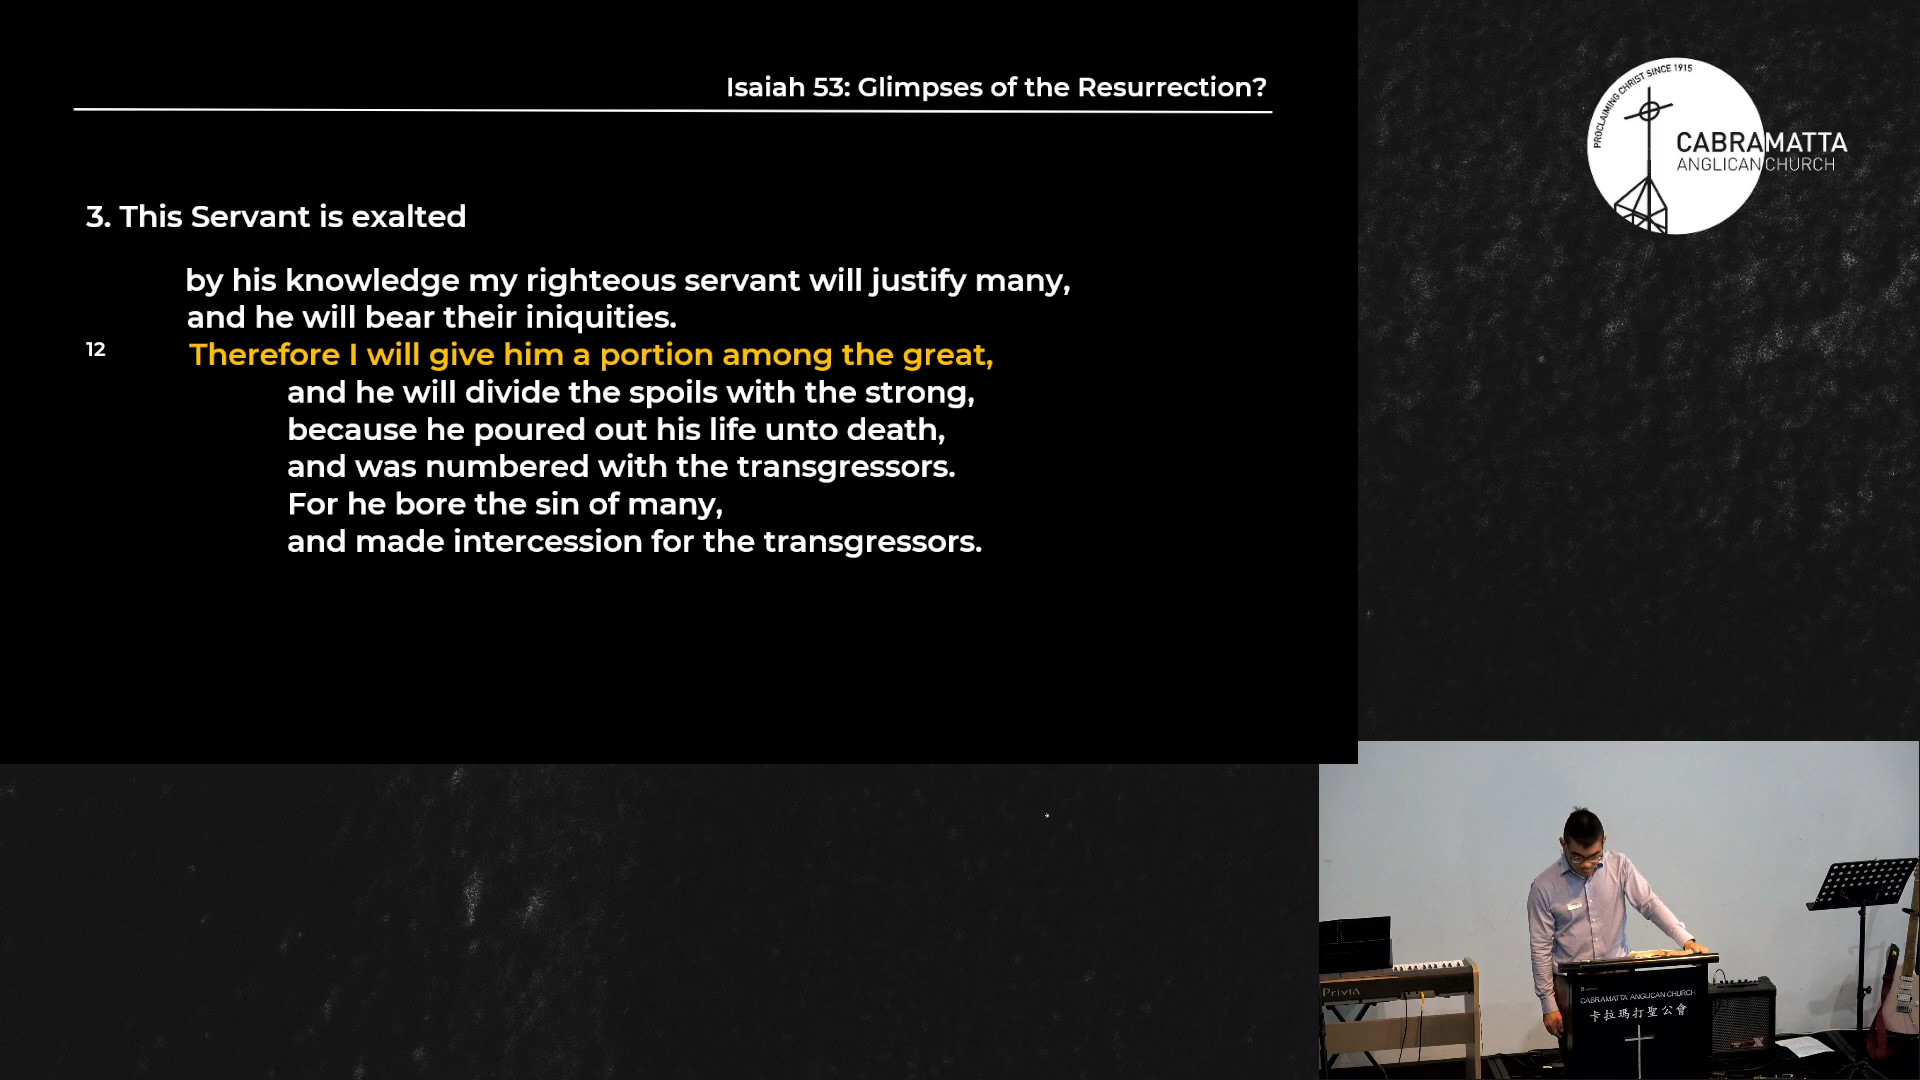 Isaiah 53: Glimpses of the Resurrection?
3. This Servant is exalted
by his knowledge my righteous servant will justify many,
and he will bear their iniquities.
12 Therefore I will give him a portion among the great,
and he will divide the spoils with the strong,
because he poured out his life unto death,
and was numbered with the transgressors.
For he bore the sin of many,
and made intercession for the transgressors.
PROCLAIMING CHRIST SINCE 1915
CABRAMATTA
ANGLICAN CHURCH
PRIVIA
CABRAMATTA ANGLICAN CHURCH
卡拉瑪打聖公會